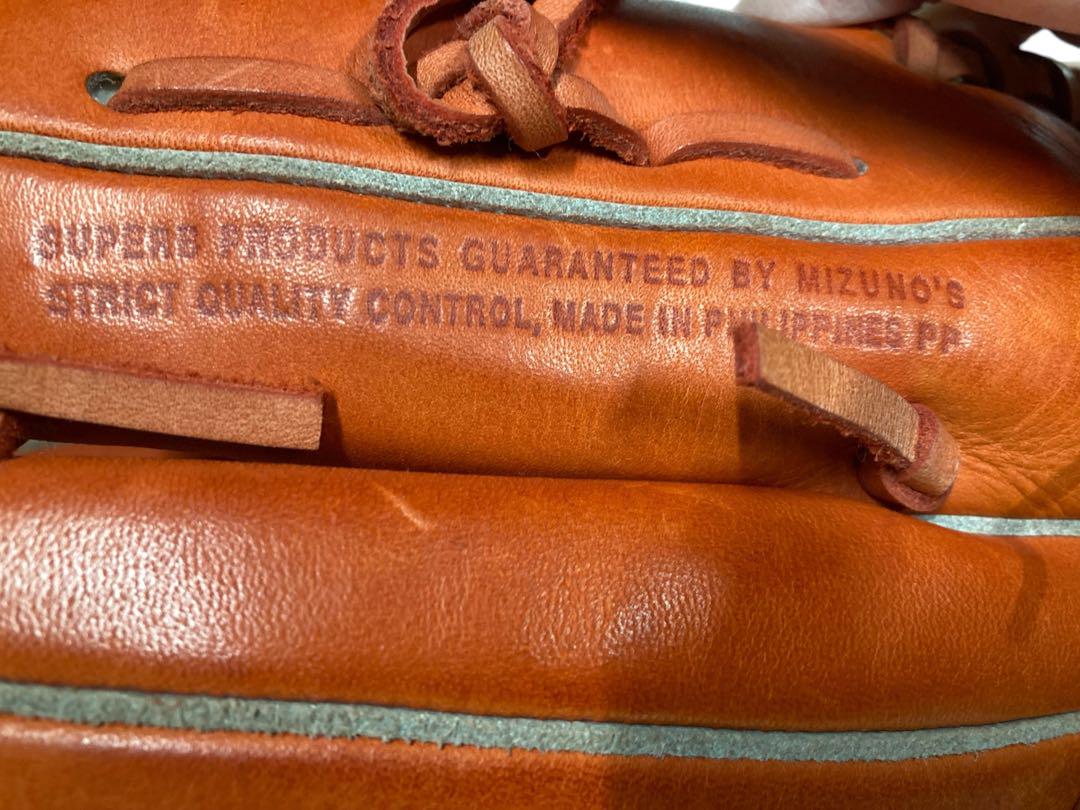 SUPERB PRODUCTS GUARANTEED BY MIZUNO'S
STRICT QUALITY CONTROL, MADE IN PHILIPPINES PP